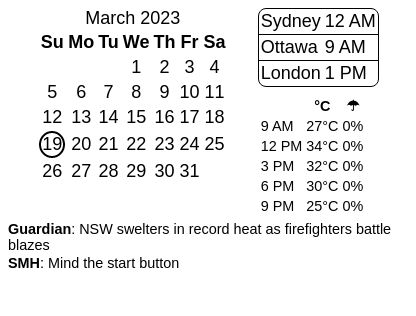 March 2023
Su Mo Tu We Th Fr Sa
1 2 3 4
5 6 7 8 9 10 11
12 13 14 15 16 17 18
19 20 21 22 23 24 25
26 27 28 29 30 31
Sydney 12 AM
Ottawa 9 AM
London 1 PM
°C ☂
9 AM 27°C 0%
12 PM 34°C 0%
3 PM 32°C 0%
6 PM 30°C 0%
9 PM 25°C 0%
Guardian: NSW swelters in record heat as firefighters battle
blazes
SMH: Mind the start button